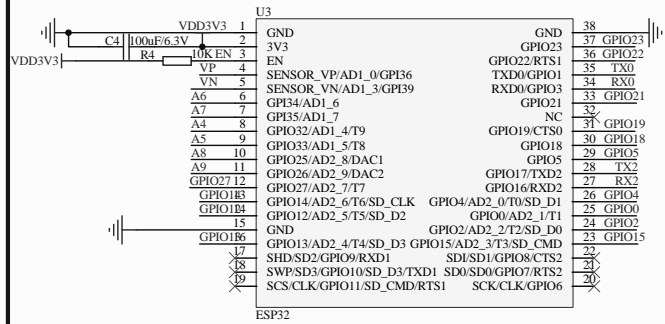 U3
VDD3V3 1 GND GND 38
C4 100uF/6.3V 2 3V3 GPIO23 37 GPIO23
VDD3V3 R4 10K EN 3 EN GPIO22/RTS1 36 GPIO22
VP 4 SENSOR_VP/AD1_0/GPI36 TXD0/GPIO1 35 TX0
VN 5 SENSOR_VN/AD1_3/GPI39 RXD0/GPIO3 34 RX0
A6 6 GPI34/AD1_6 GPIO21 33 GPIO21
A7 7 GPI35/AD1_7 NC 32
A4 8 GPIO32/AD1_4/T9 GPIO19/CTS0 31 GPIO19
A5 9 GPIO33/AD1_5/T8 GPIO18 30 GPIO18
A8 10 GPIO25/AD2_8/DAC1 GPIO5 29 GPIO5
A9 11 GPIO26/AD2_9/DAC2 GPIO17/TXD2 28 TX2
GPIO27 12 GPIO27/AD2_7/T7 GPIO16/RXD2 27 RX2
GPIO14 13 GPIO14/AD2_6/T6/SD_CLK GPIO4/AD2_0/T0/SD_D1 26 GPIO4
GPIO12 14 GPIO12/AD2_5/T5/SD_D2 GPIO0/AD2_1/T1 25 GPIO0
15 GND GPIO2/AD2_2/T2/SD_D0 24 GPIO2
GPIO13 16 GPIO13/AD2_4/T4/SD_D3 GPIO15/AD2_3/T3/SD_CMD 23 GPIO15
17 SHD/SD2/GPIO9/RXD1 SDI/SD1/GPIO8/CTS2 22
18 SWP/SD3/GPIO10/SD_D3/TXD1 SD0/SD0/GPIO7/RTS2 21
19 SCS/CLK/GPIO11/SD_CMD/RTS1 SCK/CLK/GPIO6 20
ESP32